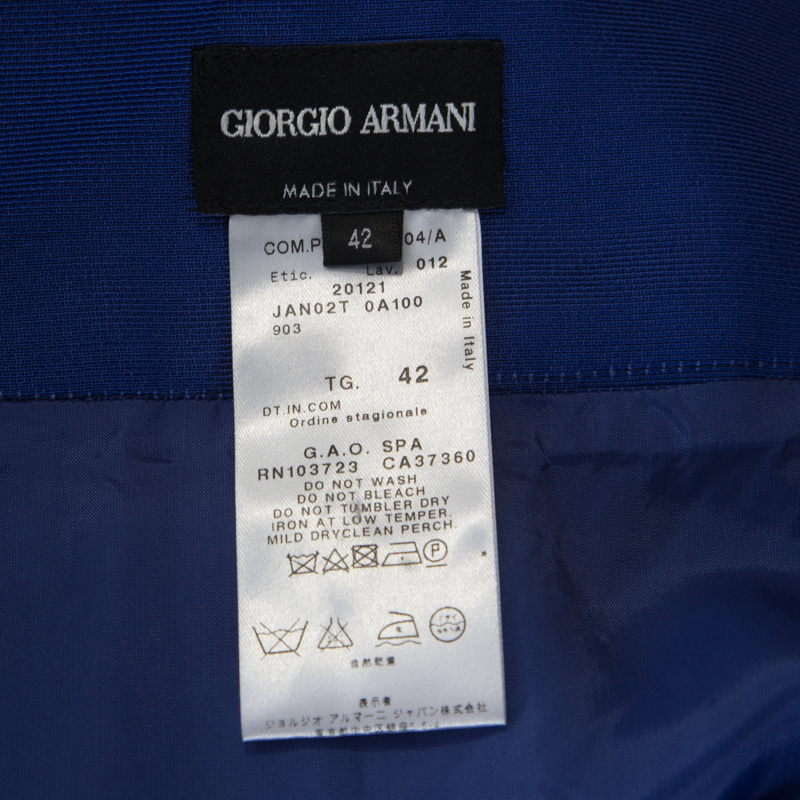 GIORGIO ARMANI
MADE IN ITALY
42
COM.P 04/A
Etic. Lav. 012
20121
JAN02T 0A100
903
Made in Italy
TG. 42
DT.IN.COM
Ordine stagionale
G.A.O. SPA
RN103723 CA37360
DO NOT WASH
DO NOT BLEACH
DO NOT TUMBLER DRY
IRON AT LOW TEMPER.
MILD DRYCLEAN PERCH.
P
自然乾燥
表示者
ジョルジオ アルマーニ ジャパン株式会社